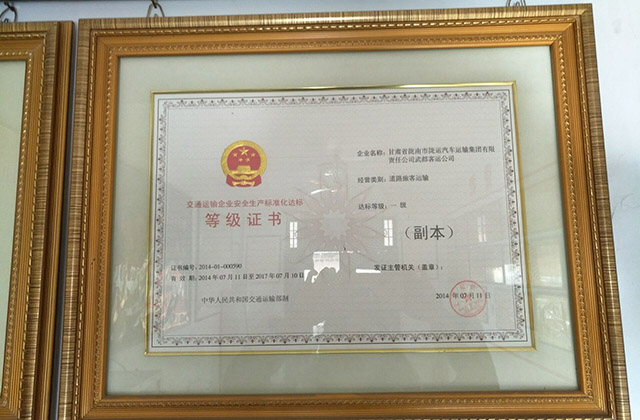 交通运输企业安全生产标准化达标
等级证书
证书编号：2014-01-000590
有 效 期：2014年07月11日至2017年07月10日
中华人民共和国交通运输部制
企业名称：甘肃省陇南市陇运汽车运输集团有限
责任公司武都客运公司
经营类别：道路旅客运输
达标等级：一级
（副本）
发证主管机关（盖章）：
2014 年 07月 11日